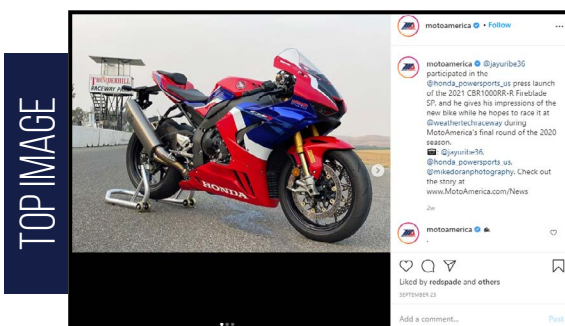 TOP IMAGE
THUNDERHILL
RACEWAY PARK
HONDA
motoamerica • Follow
...
motoamerica @jayuribe36
participated in the
@honda_powersports_us press launch
of the 2021 CBR1000RR-R Fireblade
SP, and he gives his impressions of the
new bike while he hopes to race it at
@weathertechraceway during
MotoAmerica's final round of the 2020
season.
📷: @jayuribe36,
@honda_powersports_us,
@mikedoranphotography. Check out
the story at
www.MotoAmerica.com/News
2w
motoamerica
.
Liked by redspade and others
SEPTEMBER 23
Add a comment...
Post